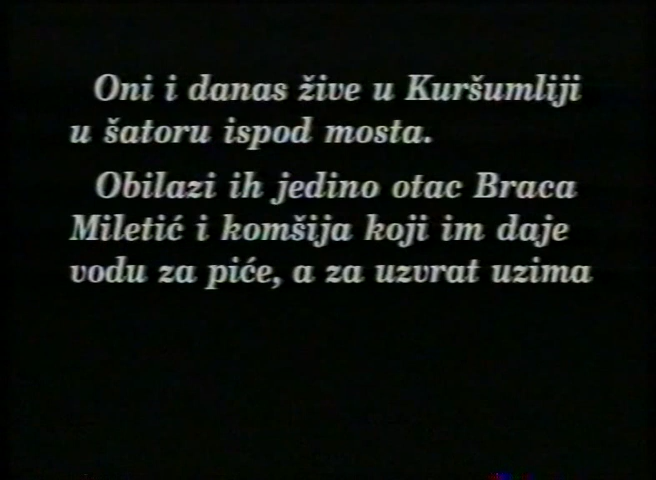 Oni i danas žive u Kuršumliji
u šatoru ispod mosta.
Obilazi ih jedino otac Braca
Miletić i komšija koji im daje
vodu za piće, a za uzvrat uzima